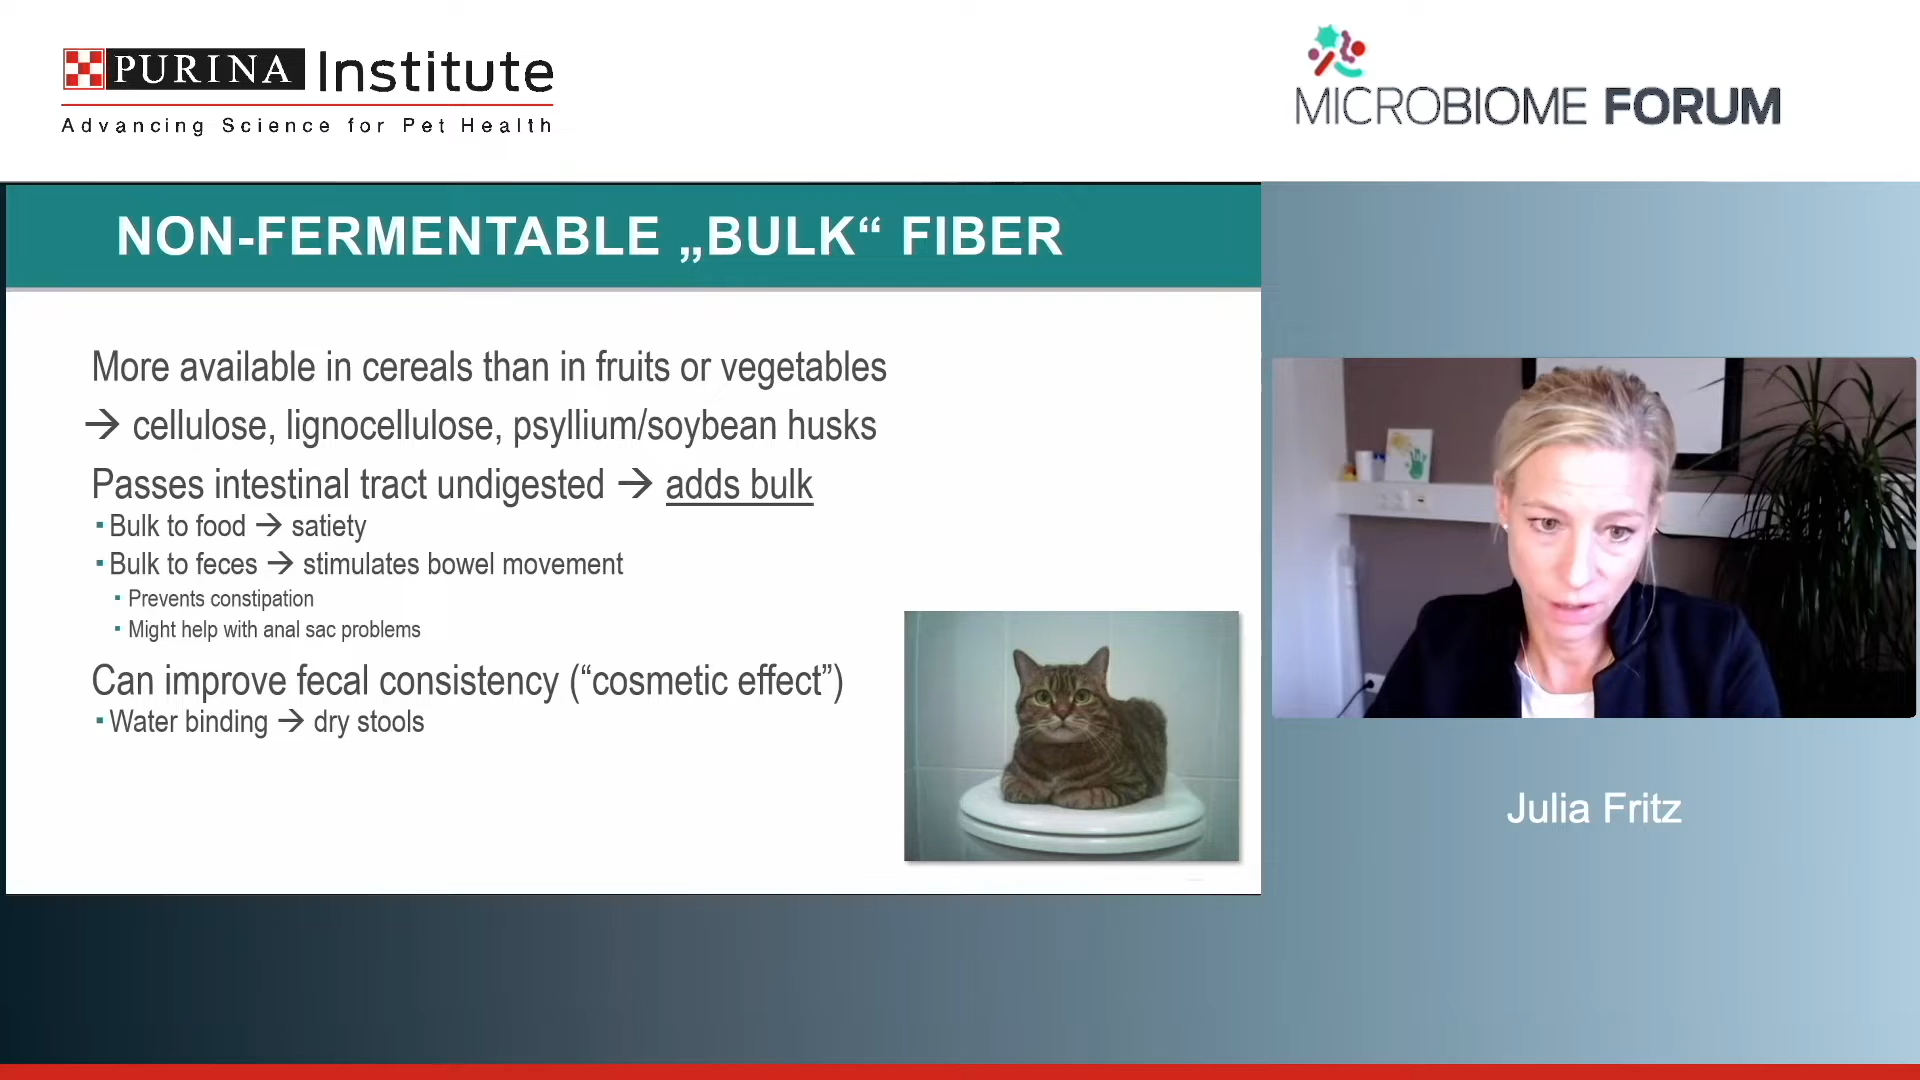 PURINA Institute
Advancing Science for Pet Health
MICROBIOME FORUM
NON-FERMENTABLE „BULK“ FIBER
More available in cereals than in fruits or vegetables
→ cellulose, lignocellulose, psyllium/soybean husks
Passes intestinal tract undigested → adds bulk
▪ Bulk to food → satiety
▪ Bulk to feces → stimulates bowel movement
▪ Prevents constipation
▪ Might help with anal sac problems
Can improve fecal consistency (“cosmetic effect”)
▪ Water binding → dry stools
Julia Fritz